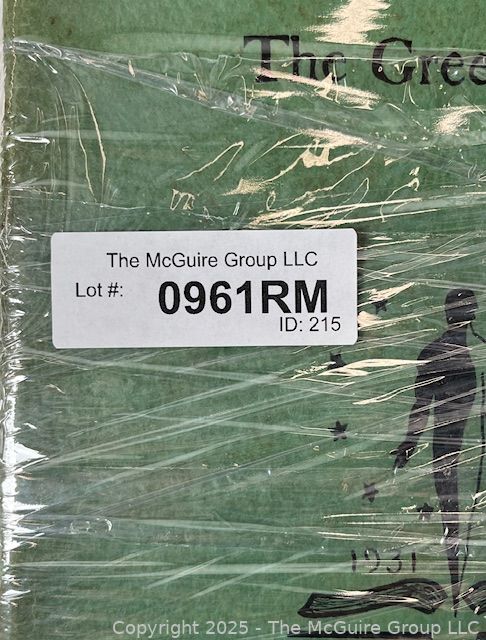 The Gree
The McGuire Group LLC
Lot #: 0961RM
ID: 215
1931
Copyright 2025 - The McGuire Group LLC